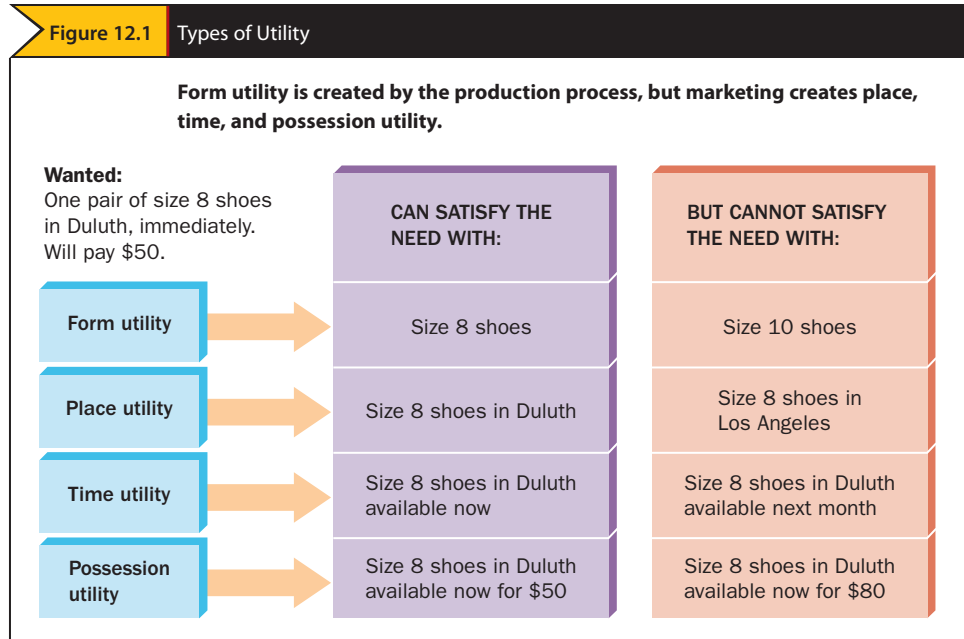 Figure 12.1
Types of Utility
Form utility is created by the production process, but marketing creates place,
time, and possession utility.
Wanted:
One pair of size 8 shoes
in Duluth, immediately.
Will pay $50.
CAN SATISFY THE
NEED WITH:
BUT CANNOT SATISFY
THE NEED WITH:
Form utility
Size 8 shoes
Size 10 shoes
Place utility
Size 8 shoes in Duluth
Size 8 shoes in
Los Angeles
Time utility
Size 8 shoes in Duluth
available now
Size 8 shoes in Duluth
available next month
Possession
utility
Size 8 shoes in Duluth
available now for $50
Size 8 shoes in Duluth
available now for $80